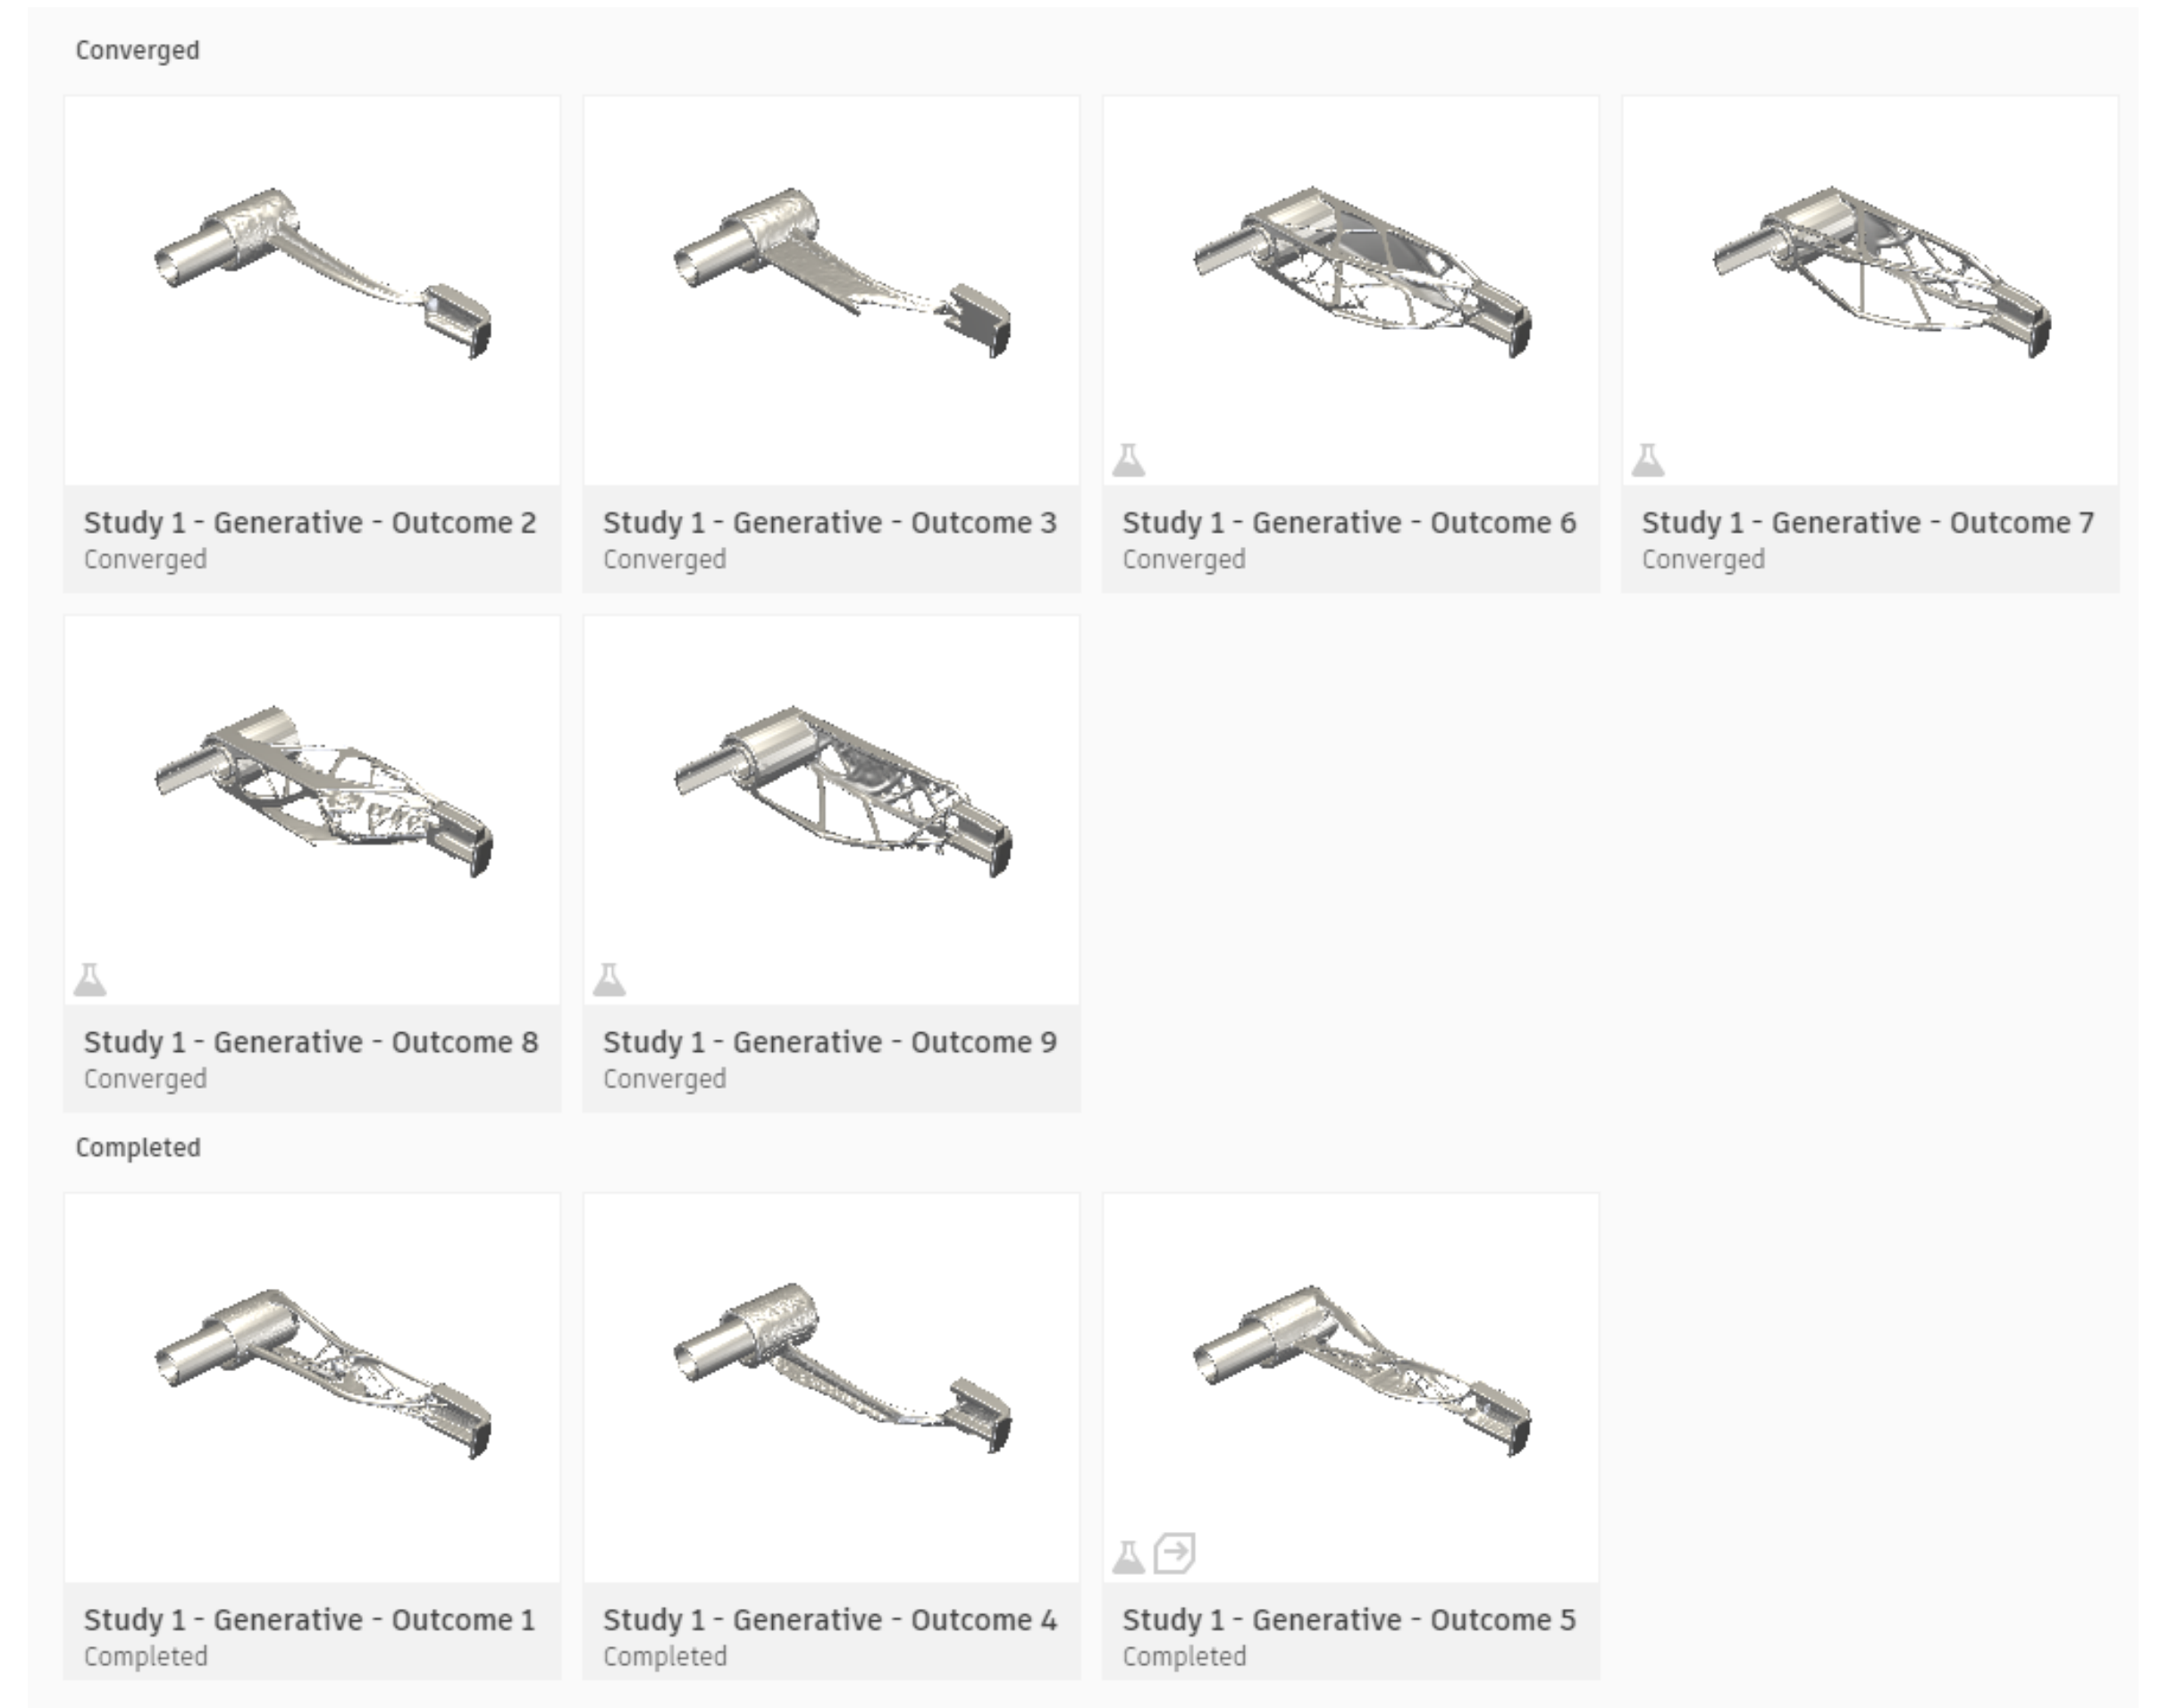 Converged
Study 1 - Generative - Outcome 2
Converged
Study 1 - Generative - Outcome 3
Converged
Study 1 - Generative - Outcome 6
Converged
Study 1 - Generative - Outcome 7
Converged
Study 1 - Generative - Outcome 8
Converged
Study 1 - Generative - Outcome 9
Converged
Completed
Study 1 - Generative - Outcome 1
Completed
Study 1 - Generative - Outcome 4
Completed
Study 1 - Generative - Outcome 5
Completed